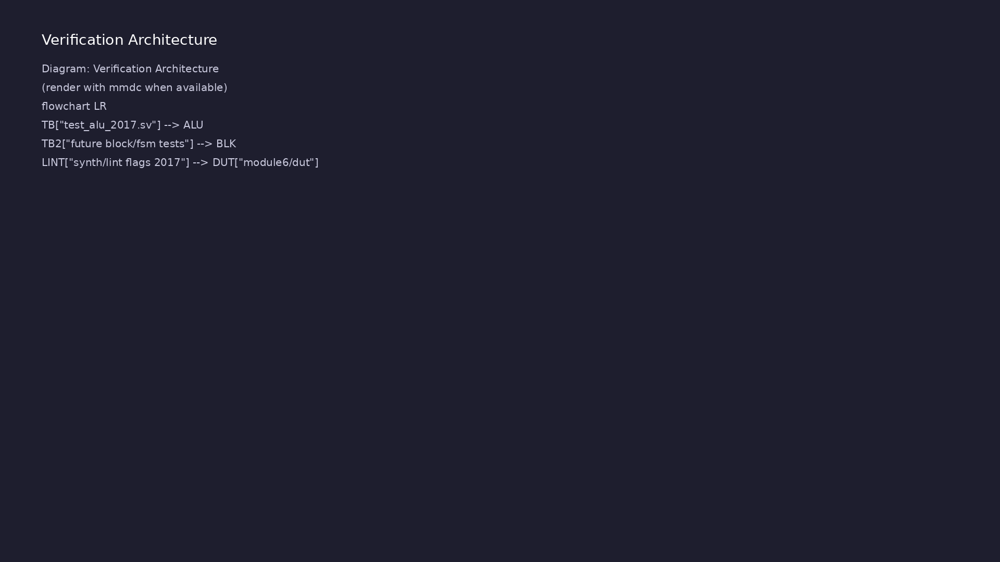 Verification Architecture
Diagram: Verification Architecture
(render with mmdc when available)
flowchart LR
TB["test_alu_2017.sv"] --> ALU
TB2["future block/fsm tests"] --> BLK
LINT["synth/lint flags 2017"] --> DUT["module6/dut"]